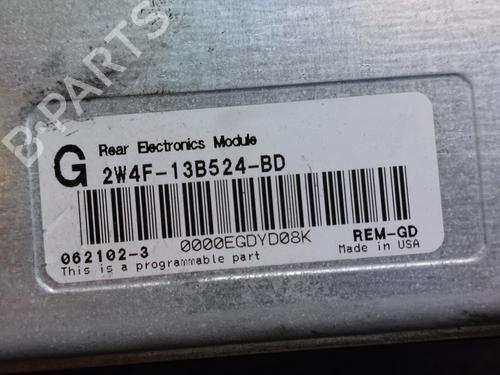 B-PARTS
Rear Electronics Module
G 2W4F-13B524-BD
0000EGDYD08K
062102-3 REM-GD
This is a programmable part Made in USA